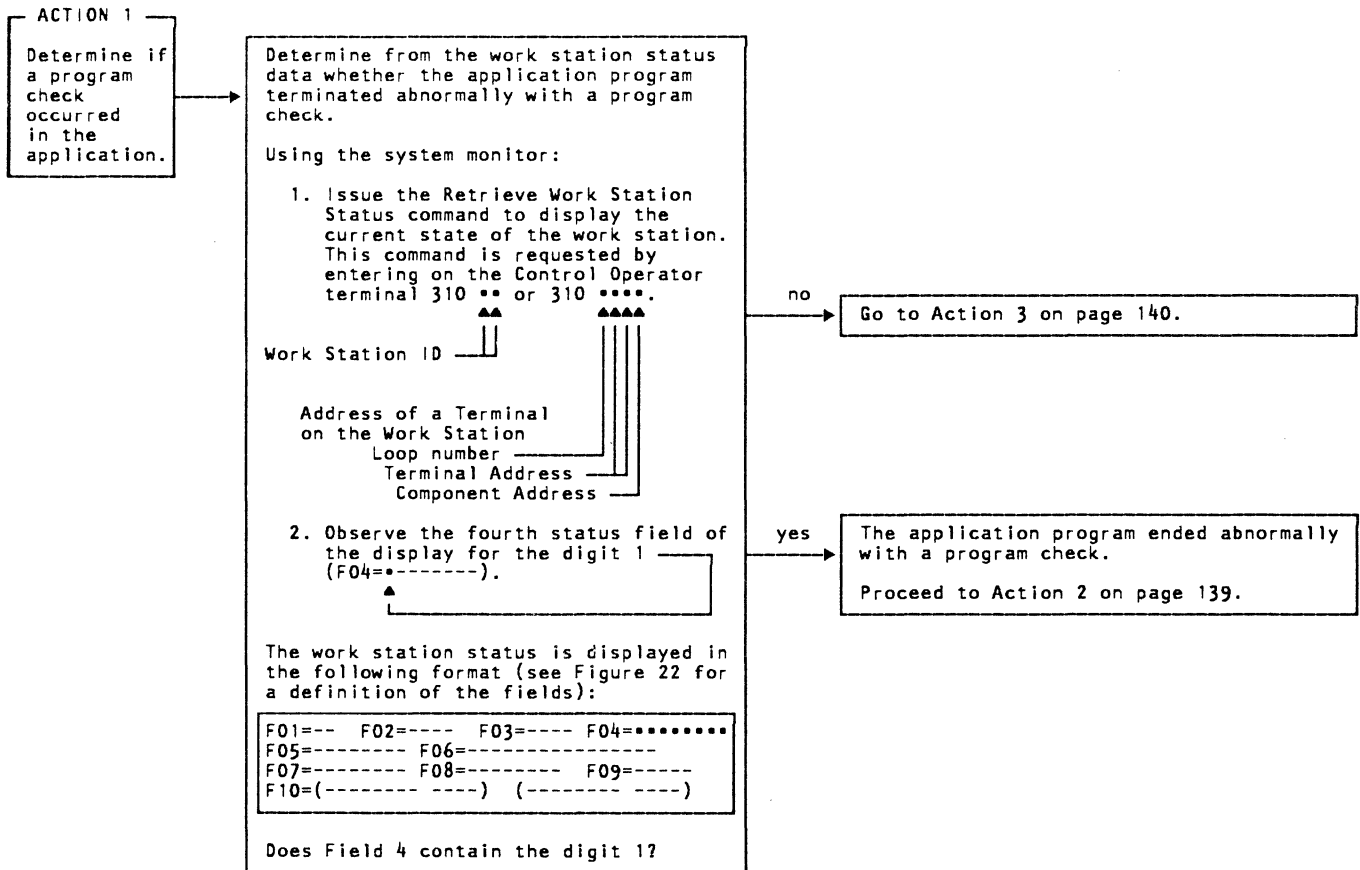 ACTION 1
Determine if
a program
check
occurred
in the
application.
Determine from the work station status
data whether the application program
terminated abnormally with a program
check.
Using the system monitor:
1. Issue the Retrieve Work Station
Status command to display the
current state of the work station.
This command is requested by
entering on the Control Operator
terminal 310 •• or 310 ••••.
Work Station ID
Address of a Terminal
on the Work Station
Loop number
Terminal Address
Component Address
2. Observe the fourth status field of
the display for the digit 1
(F04=•-------).
The work station status is displayed in
the following format (see Figure 22 for
a definition of the fields):
F01=-- F02=---- F03=---- F04=••••••••
F05=-------- F06=----------------
F07=-------- F08=-------- F09=-----
F10=(-------- ----) (-------- ----)
Does Field 4 contain the digit 1?
no
Go to Action 3 on page 140.
yes
The application program ended abnormally
with a program check.
Proceed to Action 2 on page 139.